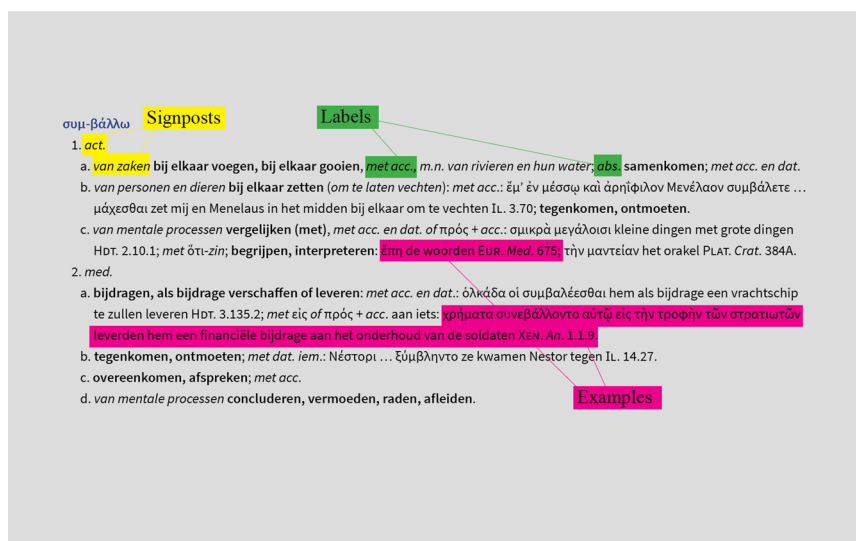 Signposts
Labels
συμ-βάλλω
1. act.
a. van zaken bij elkaar voegen, bij elkaar gooien, met acc., m.n. van rivieren en hun water; abs. samenkomen; met acc. en dat.
b. van personen en dieren bij elkaar zetten (om te laten vechten): met acc.: ἔμ’ ἐν μέσσῳ καὶ ἀρηΐφιλον Μενέλαον συμβάλετε …
μάχεσθαι zet mij en Menelaus in het midden bij elkaar om te vechten IL. 3.70; tegenkomen, ontmoeten.
c. van mentale processen vergelijken (met), met acc. en dat. of πρός + acc.: σμικρὰ μεγάλοισι kleine dingen met grote dingen
HDT. 2.10.1; met ὅτι-zin; begrijpen, interpreteren: ἔπη de woorden EUR. Med. 675; τὴν μαντείαν het orakel PLAT. Crat. 384A.
2. med.
a. bijdragen, als bijdrage verschaffen of leveren: met acc. en dat.: ὁλκάδα οἱ συμβαλέεσθαι hem als bijdrage een vrachtschip
te zullen leveren HDT. 3.135.2; met εἰς of πρός + acc. aan iets: χρήματα συνεβάλλοντο αὐτῷ εἰς τὴν τροφὴν τῶν στρατιωτῶν
leverden hem een financiële bijdrage aan het onderhoud van de soldaten XEN. An. 1.1.9.
b. tegenkomen, ontmoeten; met dat. iem.: Νέστορι … ξύμβληντο ze kwamen Nestor tegen IL. 14.27.
c. overeenkomen, afspreken; met acc.
d. van mentale processen concluderen, vermoeden, raden, afleiden.
Examples